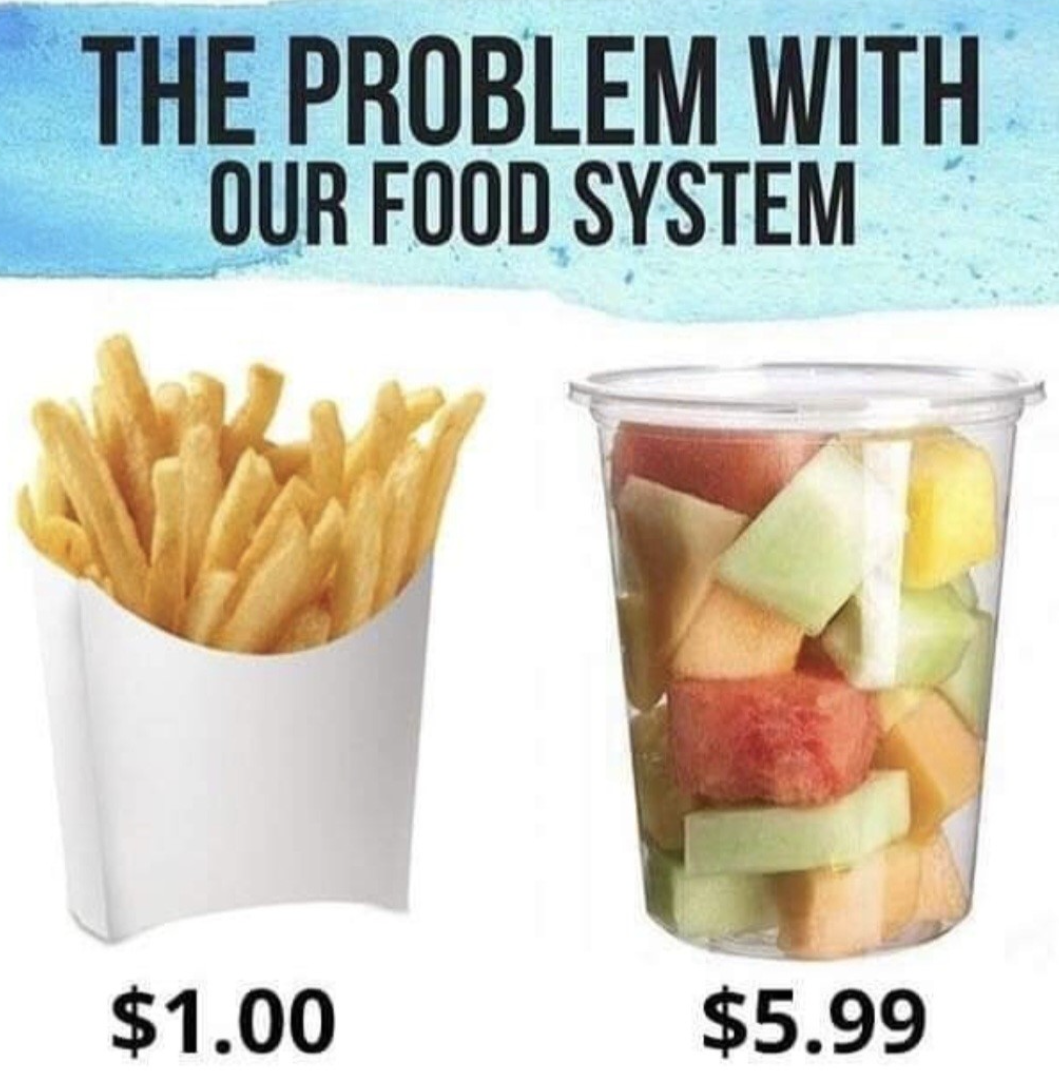 THE PROBLEM WITH
OUR FOOD SYSTEM
$1.00
$5.99